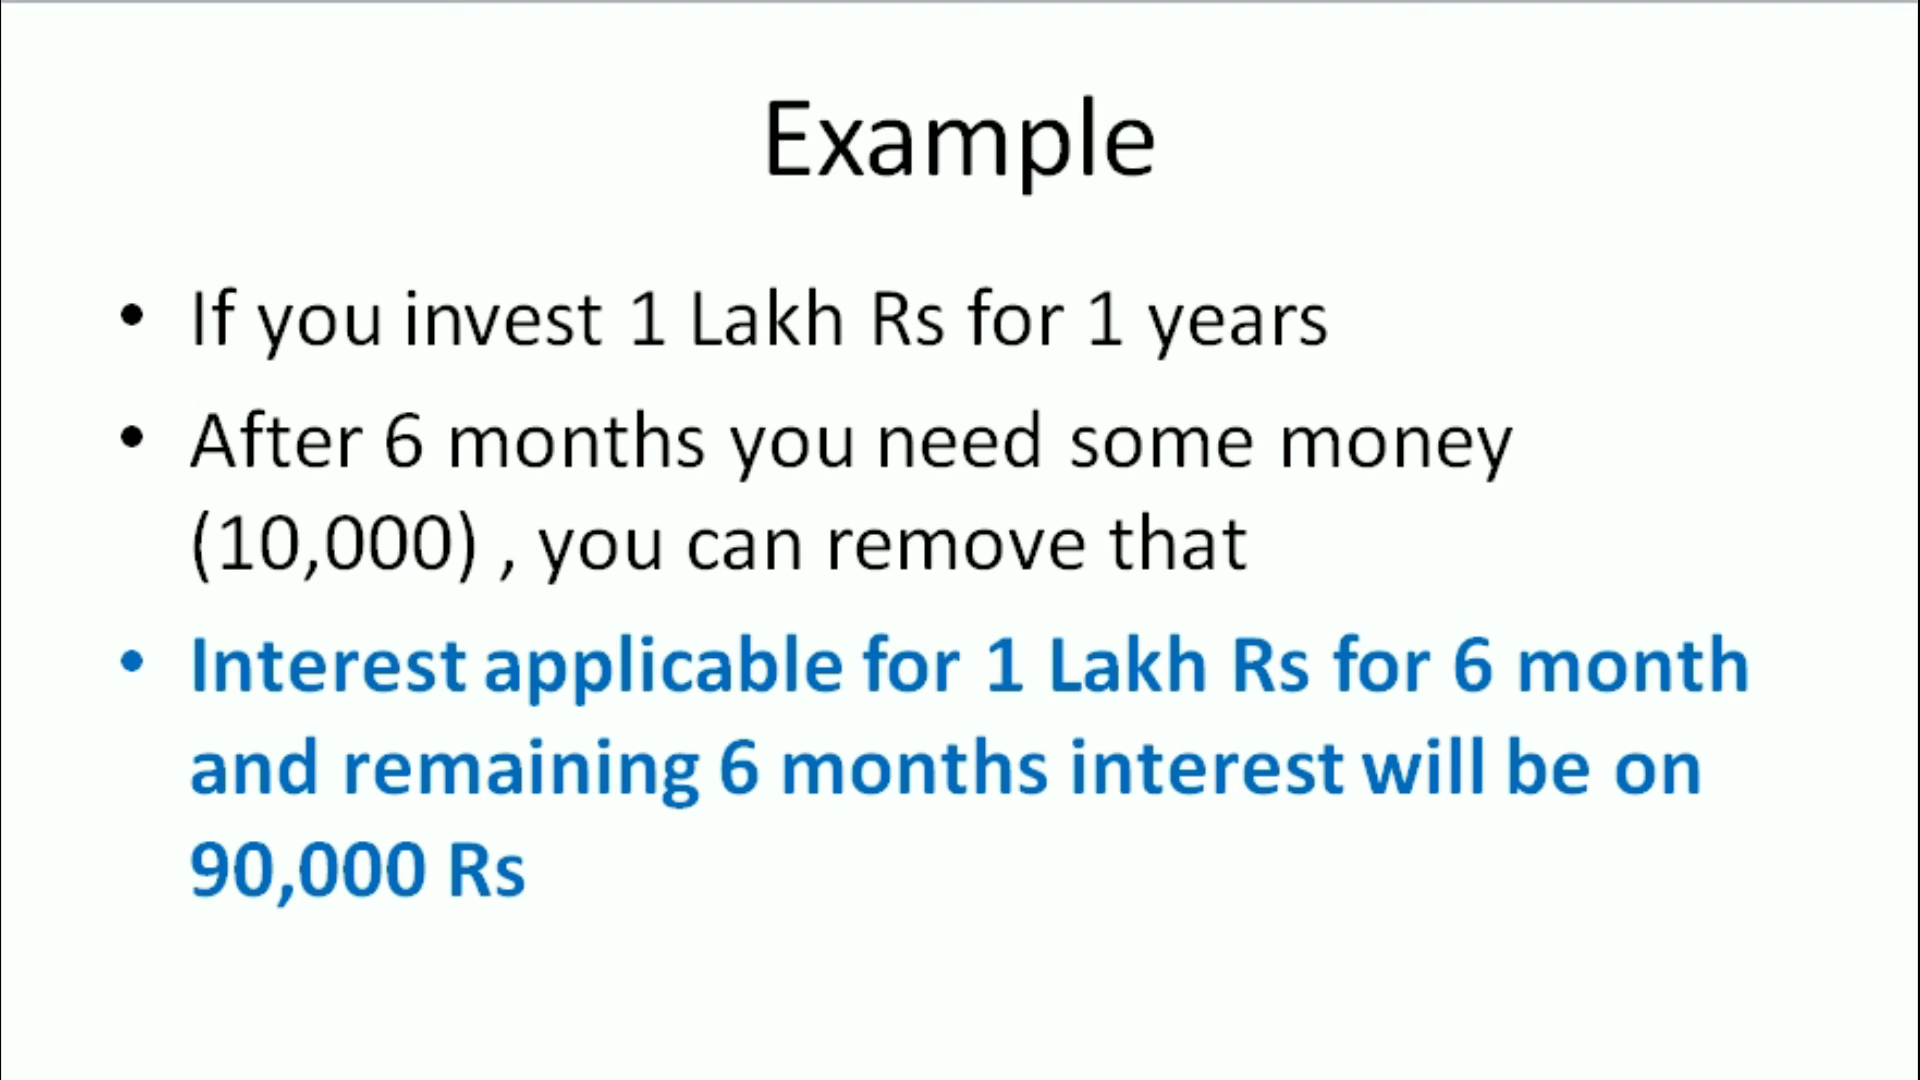 Example
• If you invest 1 Lakh Rs for 1 years
• After 6 months you need some money
(10,000) , you can remove that
• Interest applicable for 1 Lakh Rs for 6 month
and remaining 6 months interest will be on
90,000 Rs